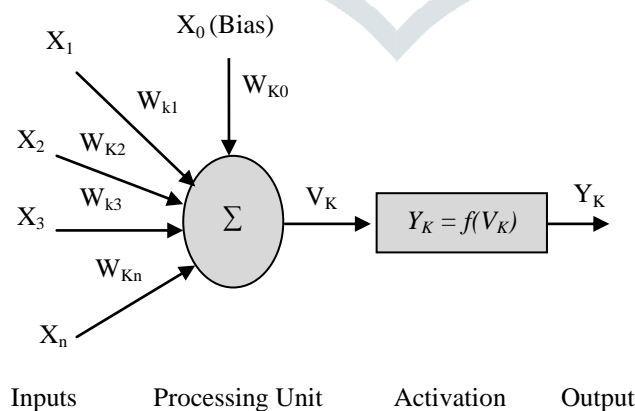 X0 (Bias)
X1
Wk1
WK0
X2
WK2
Wk3
X3
∑
VK
YK = f(VK)
YK
WKn
Xn
Inputs Processing Unit Activation Output